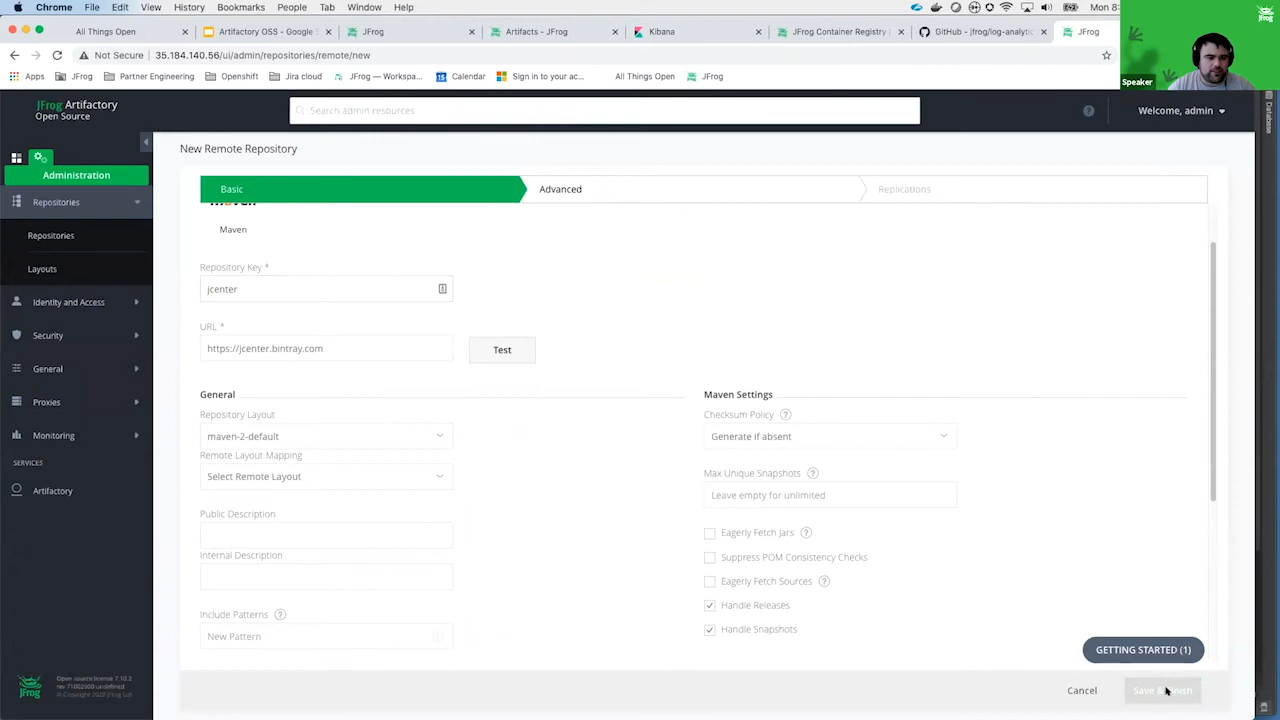 Chrome File Edit View History Bookmarks People Tab Window Help
All Things Open
Artifactory OSS - Google
JFrog
Artifacts - JFrog
Kibana
JFrog Container Registry
GitHub - jfrog/log-analytic
JFrog
Not Secure 35.184.140.56/ui/admin/repositories/remote/new
Apps JFrog Partner Engineering Openshift Jira cloud JFrog — Workspa... Calendar Sign in to your ac... All Things Open JFrog
Speaker
JFrog
Database
JFrog Artifactory
Open Source
Search admin resources
Welcome, admin
Administration
Repositories
Repositories
Layouts
Identity and Access
Security
General
Proxies
Monitoring
SERVICES
Artifactory
JFrog
Open source license 7.10.2
New Remote Repository
Basic
Advanced
Replications
maven
Maven
Repository Key *
jcenter
URL *
https://jcenter.bintray.com
Test
General
Repository Layout
maven-2-default
Remote Layout Mapping
Select Remote Layout
Public Description
Internal Description
Include Patterns ?
New Pattern
Maven Settings
Checksum Policy ?
Generate if absent
Max Unique Snapshots ?
Leave empty for unlimited
Eagerly Fetch Jars ?
Suppress POM Consistency Checks
Eagerly Fetch Sources ?
Handle Releases
Handle Snapshots
GETTING STARTED (1)
Cancel
Save & Finish